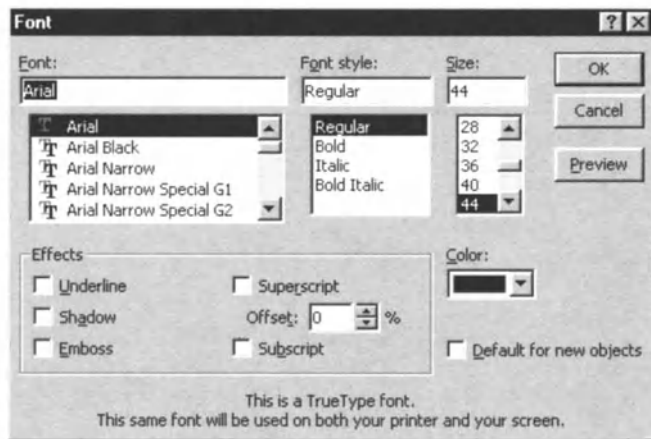 Font
Font: Font style: Size:
Arial Regular 44
Arial Regular 28
Arial Black Bold 32
Arial Narrow Italic 36
Arial Narrow Special G1 Bold Italic 40
Arial Narrow Special G2 44
OK
Cancel
Preview
Effects
Underline Superscript
Shadow Offset: 0 %
Emboss Subscript
Color:
Default for new objects
This is a TrueType font.
This same font will be used on both your printer and your screen.